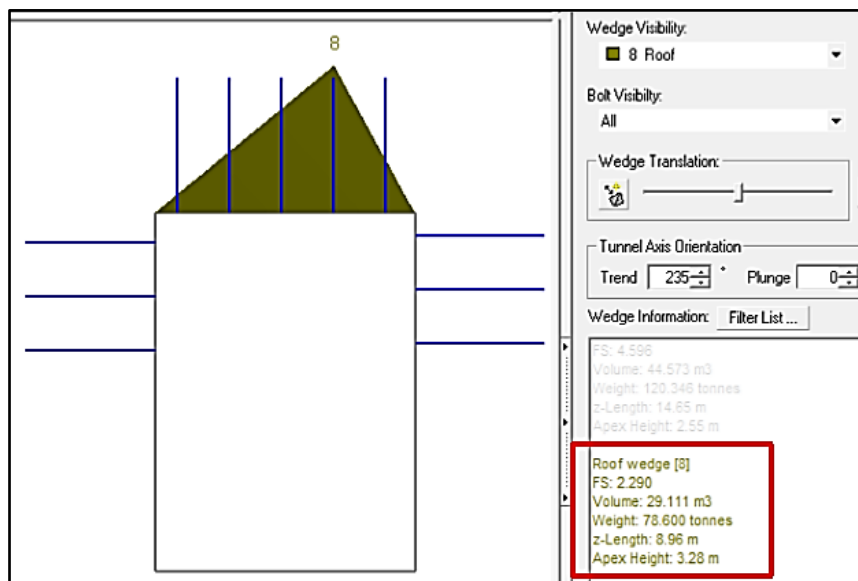 8
Wedge Visibility:
8 Roof
Bolt Visibilty:
All
Wedge Translation:
Tunnel Axis Orientation
Trend 235 ° Plunge 0
Wedge Information: Filter List ...
FS: 4.596
Volume: 44.573 m3
Weight: 120.346 tonnes
z-Length: 14.65 m
Apex Height: 2.55 m
Roof wedge [8]
FS: 2.290
Volume: 29.111 m3
Weight: 78.600 tonnes
z-Length: 8.96 m
Apex Height: 3.28 m